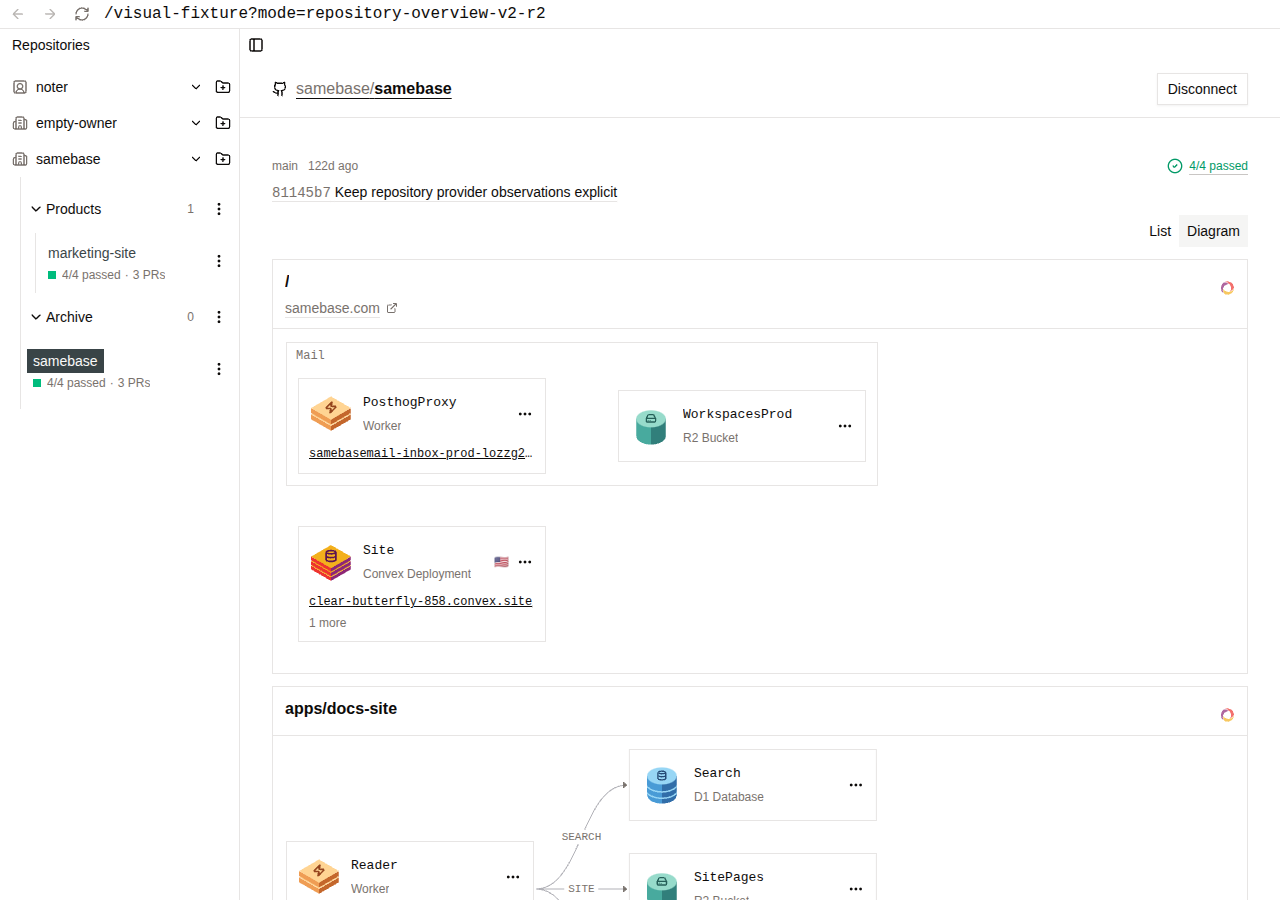 /visual-fixture?mode=repository-overview-v2-r2
Repositories
noter
empty-owner
samebase
Products 1
marketing-site
4/4 passed · 3 PRs
Archive 0
samebase
4/4 passed · 3 PRs
samebase/samebase
Disconnect
main 122d ago
4/4 passed
81145b7 Keep repository provider observations explicit
List Diagram
/
samebase.com
Mail
PosthogProxy
Worker
samebasemail-inbox-prod-lozzg2…
WorkspacesProd
R2 Bucket
Site
Convex Deployment
clear-butterfly-858.convex.site
1 more
apps/docs-site
Search
D1 Database
SEARCH
Reader
Worker
SITE
SitePages
R2 Bucket